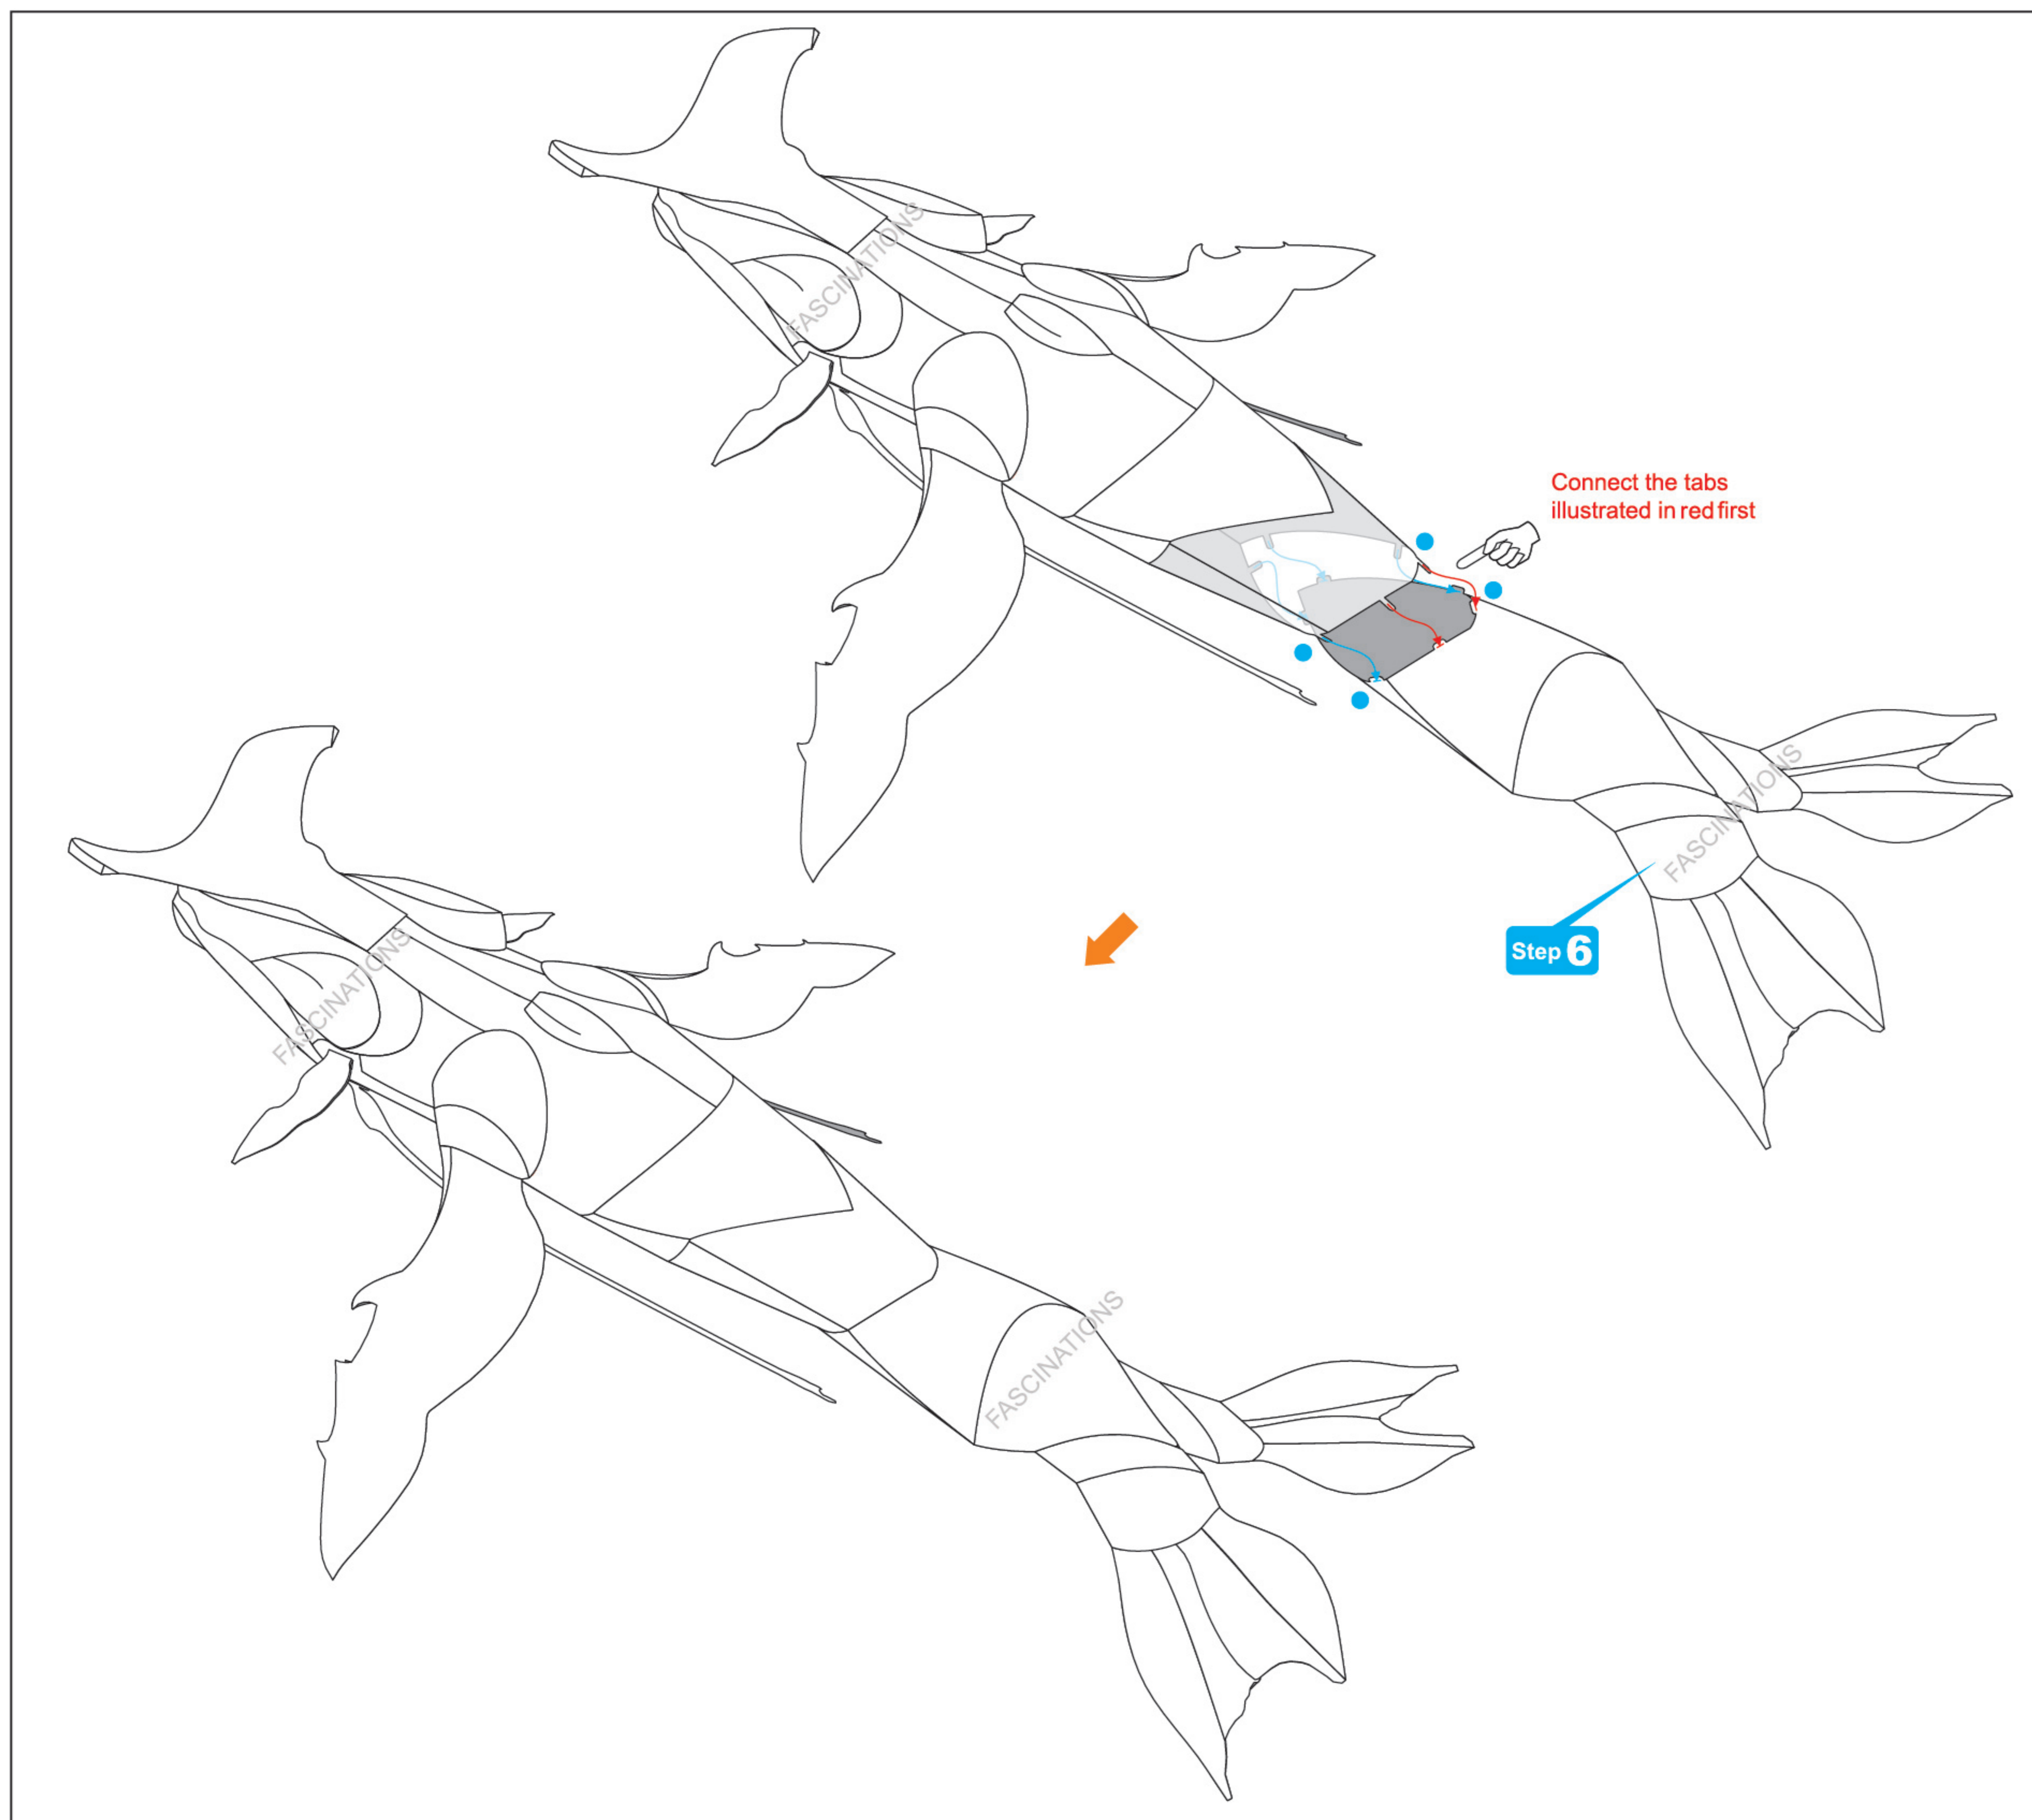 FASCINATIONS
Connect the tabs
illustrated in red first
FASCINATIONS
Step 6
FASCINATIONS
FASCINATIONS